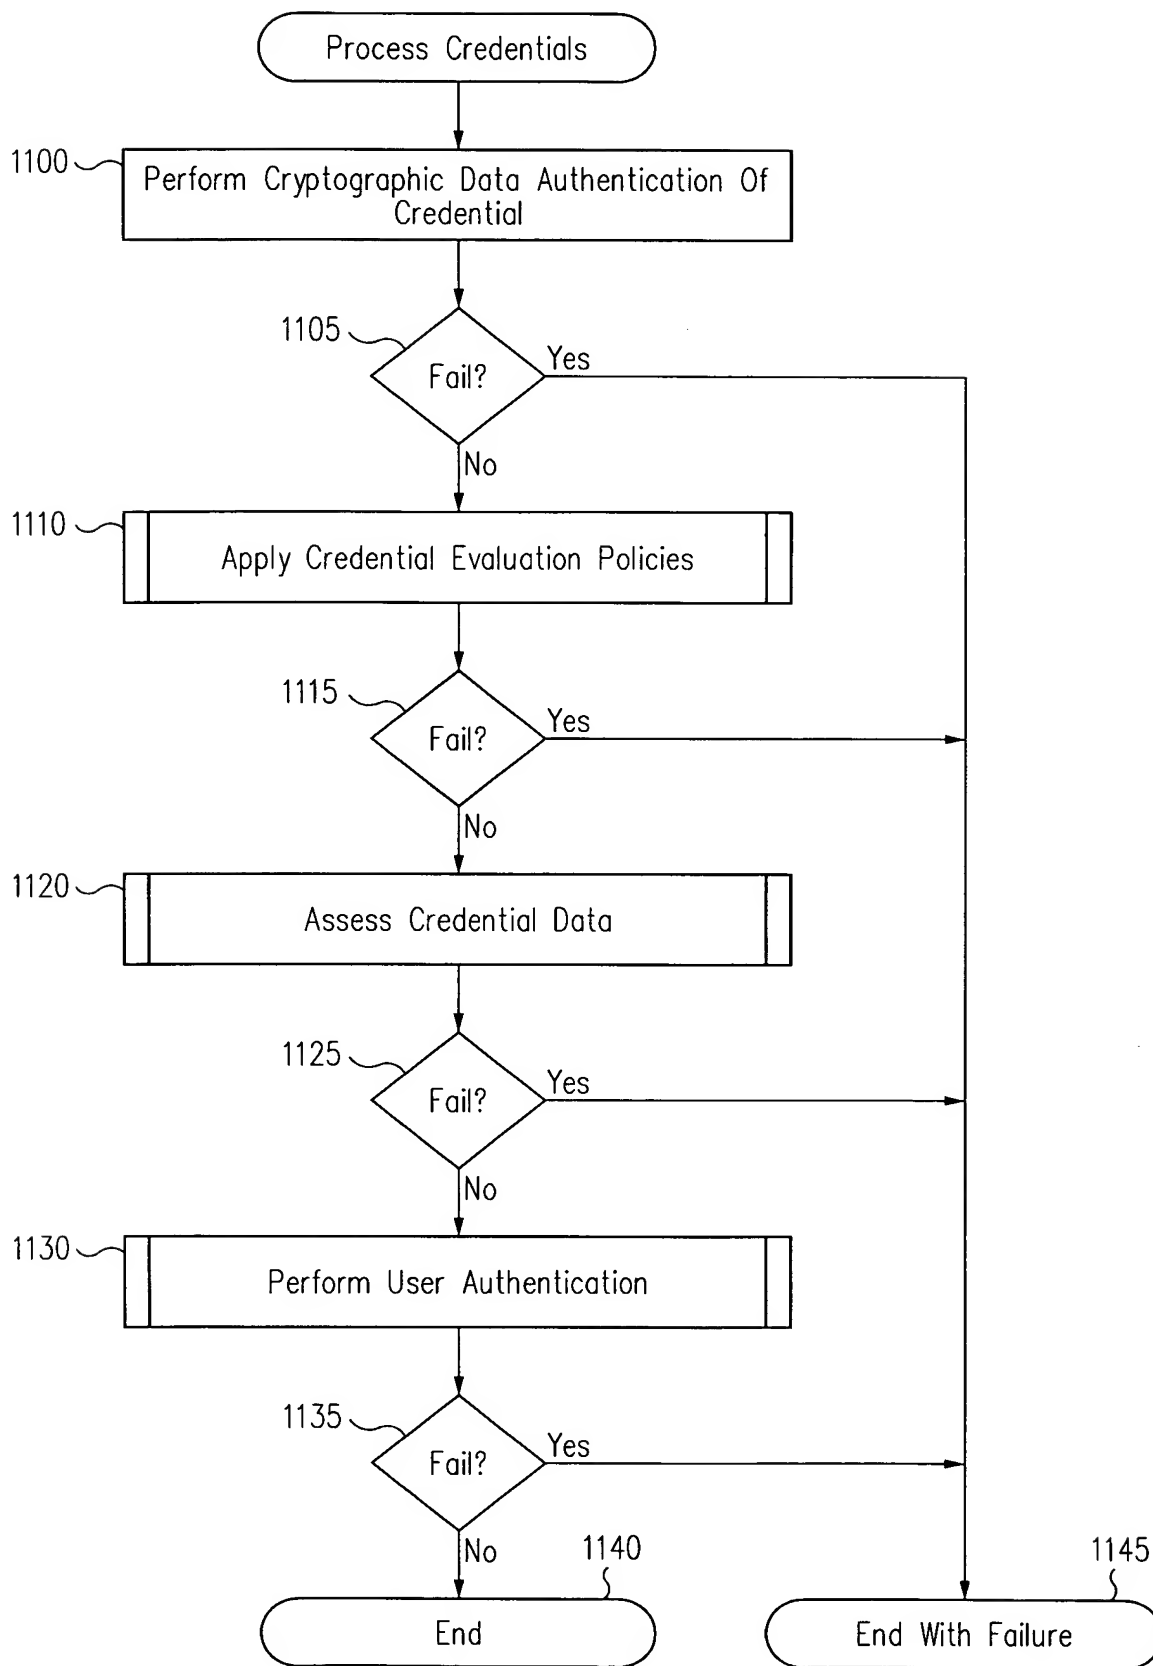 Process Credentials
1100
Perform Cryptographic Data Authentication Of
Credential
1105
Fail?
Yes
No
1110
Apply Credential Evaluation Policies
1115
Fail?
Yes
No
1120
Assess Credential Data
1125
Fail?
Yes
No
1130
Perform User Authentication
1135
Fail?
Yes
No
1140
End
1145
End With Failure